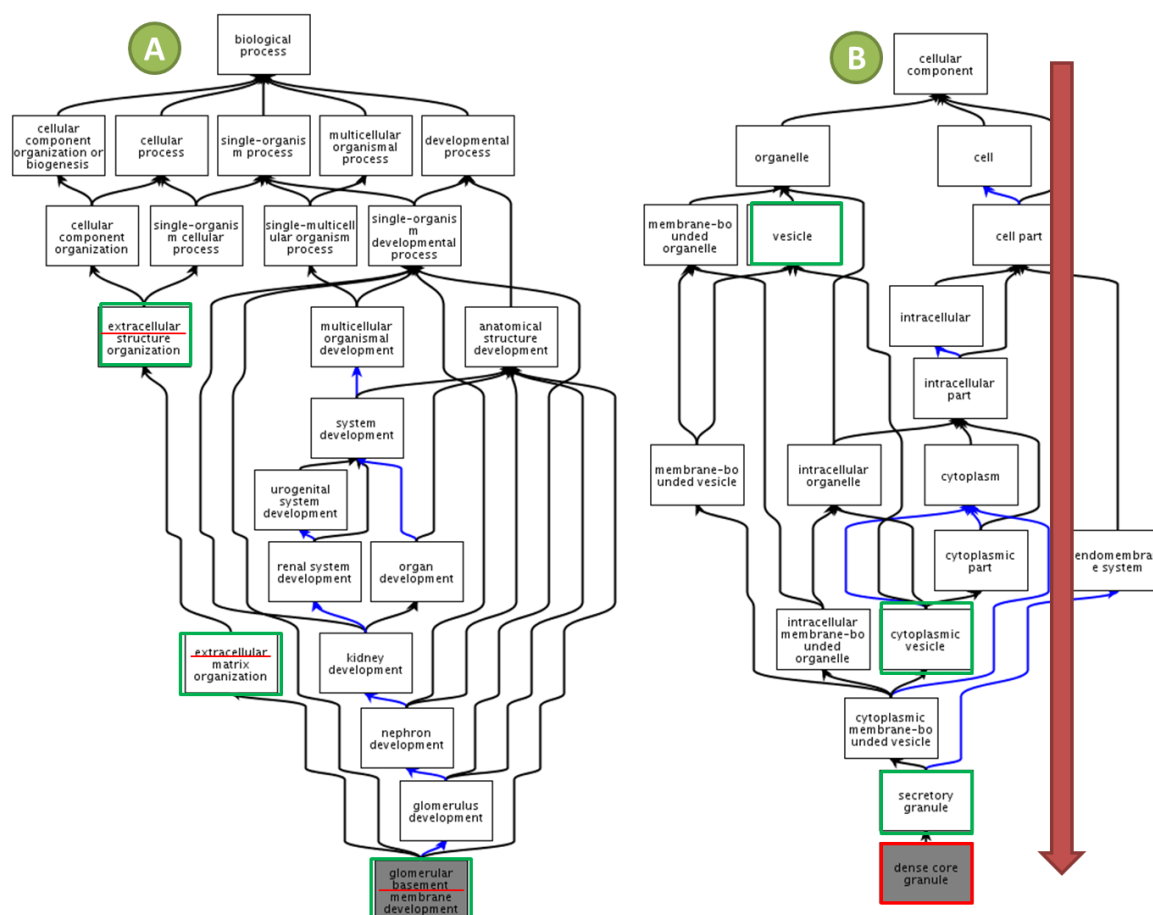 A
biological
process
cellular
component
organization or
biogenesis
cellular
process
single-organis
m process
multicellular
organismal
process
developmental
process
cellular
component
organization
single-organis
m cellular
process
single-multicell
ular organism
process
single-organis
m
developmental
process
extracellular
structure
organization
multicellular
organismal
development
anatomical
structure
development
system
development
urogenital
system
development
renal system
development
organ
development
extracellular
matrix
organization
kidney
development
nephron
development
glomerulus
development
glomerular
basement
membrane
development
B
cellular
component
organelle
cell
membrane-bo
unded
organelle
vesicle
cell part
intracellular
intracellular
part
membrane-bo
unded vesicle
intracellular
organelle
cytoplasm
cytoplasmic
part
endomembran
e system
intracellular
membrane-bo
unded
organelle
cytoplasmic
vesicle
cytoplasmic
membrane-bo
unded vesicle
secretory
granule
dense core
granule